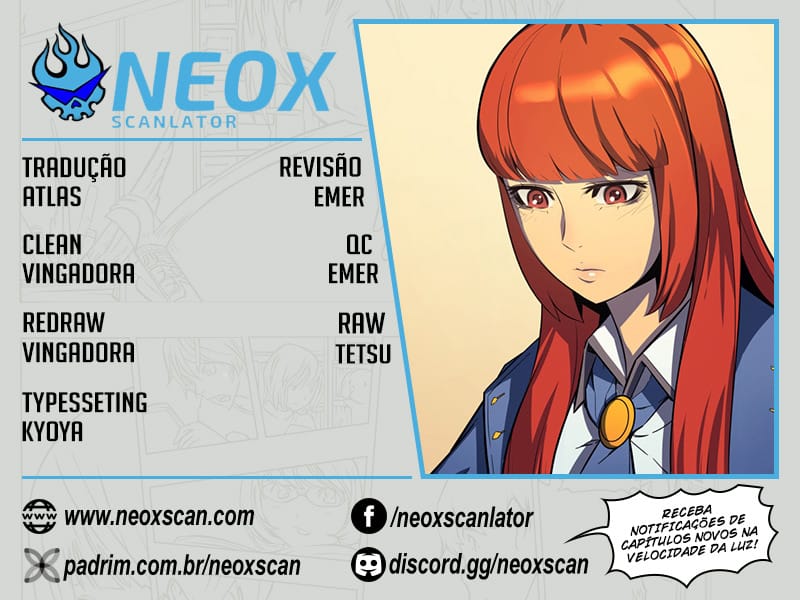 NEOX
SCANLATOR
TRADUÇÃO
ATLAS
REVISÃO
EMER
CLEAN
VINGADORA
QC
EMER
REDRAW
VINGADORA
RAW
TETSU
TYPESSETING
KYOYA
www
www.neoxscan.com
/neoxscanlator
padrim.com.br/neoxscan
discord.gg/neoxscan
RECEBA
NOTIFICAÇÕES DE
CAPÍTULOS NOVOS NA
VELOCIDADE DA LUZ!